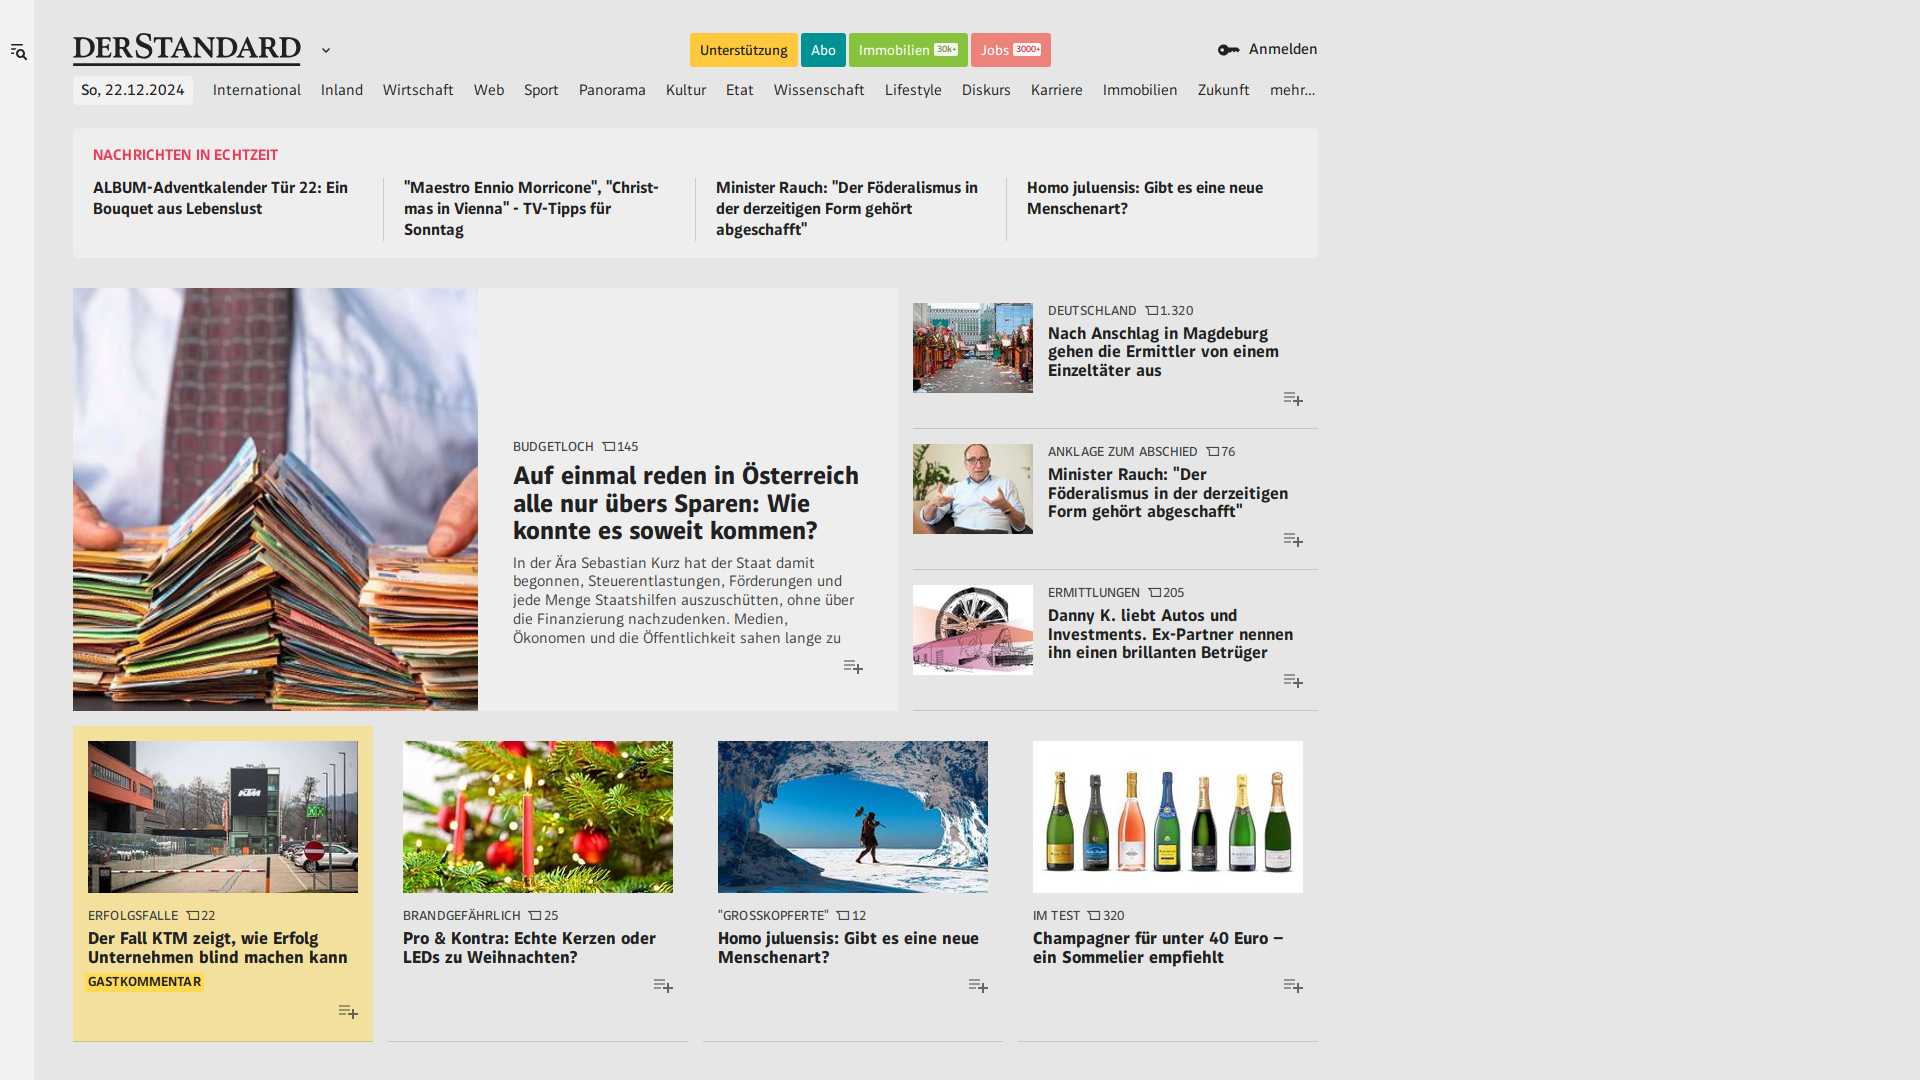 DERSTANDARD
Unterstützung
Abo
Immobilien 30k+
Jobs 3000+
Anmelden
So, 22.12.2024
International
Inland
Wirtschaft
Web
Sport
Panorama
Kultur
Etat
Wissenschaft
Lifestyle
Diskurs
Karriere
Immobilien
Zukunft
mehr...
NACHRICHTEN IN ECHTZEIT
ALBUM-Adventkalender Tür 22: Ein
Bouquet aus Lebenslust
"Maestro Ennio Morricone", "Christ-
mas in Vienna" - TV-Tipps für
Sonntag
Minister Rauch: "Der Föderalismus in
der derzeitigen Form gehört
abgeschafft"
Homo juluensis: Gibt es eine neue
Menschenart?
BUDGETLOCH 145
Auf einmal reden in Österreich
alle nur übers Sparen: Wie
konnte es soweit kommen?
In der Ära Sebastian Kurz hat der Staat damit
begonnen, Steuerentlastungen, Förderungen und
jede Menge Staatshilfen auszuschütten, ohne über
die Finanzierung nachzudenken. Medien,
Ökonomen und die Öffentlichkeit sahen lange zu
DEUTSCHLAND 1.320
Nach Anschlag in Magdeburg
gehen die Ermittler von einem
Einzeltäter aus
ANKLAGE ZUM ABSCHIED 76
Minister Rauch: "Der
Föderalismus in der derzeitigen
Form gehört abgeschafft"
ERMITTLUNGEN 205
Danny K. liebt Autos und
Investments. Ex-Partner nennen
ihn einen brillanten Betrüger
KTM
ERFOLGSFALLE 22
Der Fall KTM zeigt, wie Erfolg
Unternehmen blind machen kann
GASTKOMMENTAR
BRANDGEFÄHRLICH 25
Pro & Kontra: Echte Kerzen oder
LEDs zu Weihnachten?
"GROSSKOPFERTE" 12
Homo juluensis: Gibt es eine neue
Menschenart?
IM TEST 320
Champagner für unter 40 Euro –
ein Sommelier empfiehlt